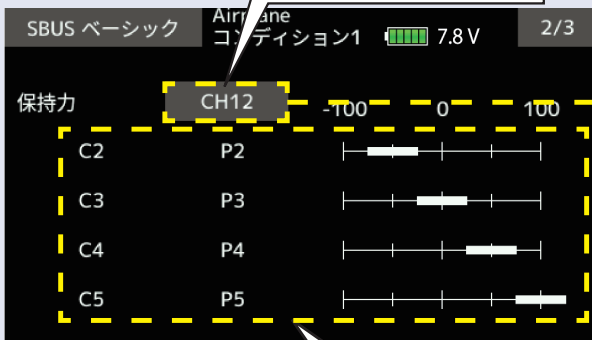 SBUS ベーシック Airplane 2/3
コンディション1 7.8 V
保持力 CH12 -100 0 100
C2 P2
C3 P3
C4 P4
C5 P5